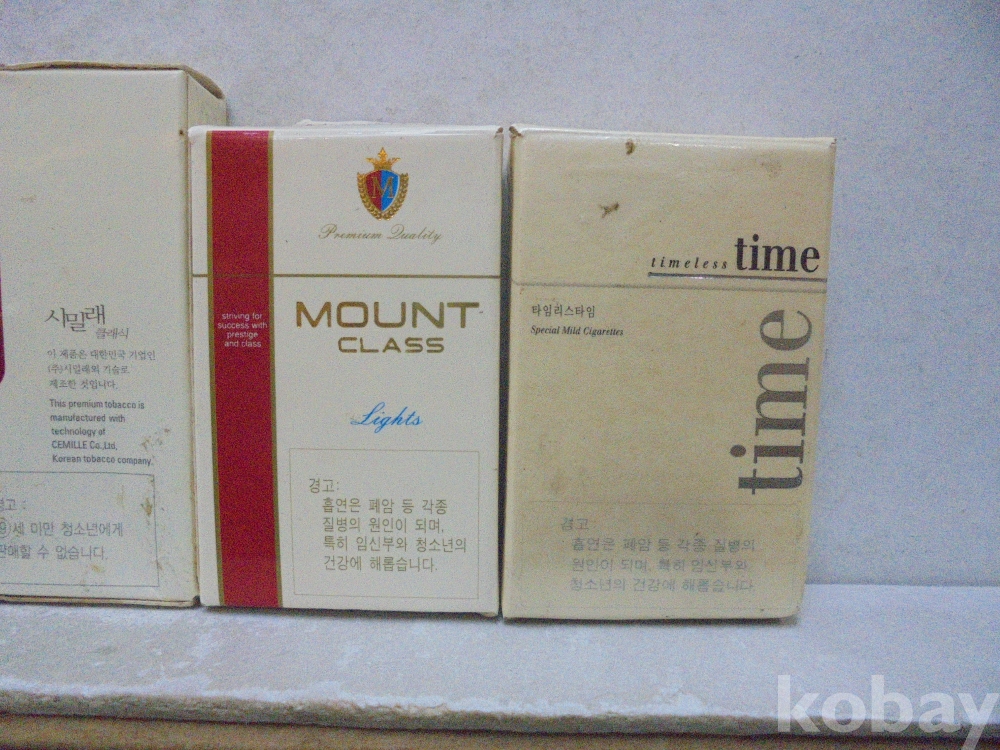 시밀래
클래식
이 제품은 대한민국 기업인
(주)시밀래의 기술로
제조한 것입니다.
This premium tobacco is
manufactured with
technology of
CEMILLE Co.,Ltd,
Korean tobacco company.
경고 :
세 미만 청소년에게
판매할 수 없습니다.
M
Premium Quality
striving for
success with
prestige
and class
MOUNT
CLASS
Lights
경고:
흡연은 폐암 등 각종
질병의 원인이 되며,
특히 임신부와 청소년의
건강에 해롭습니다.
timeless time
타임리스타임
Special Mild Cigarettes
time
경고
흡연은 폐암 등 각종 질병의
원인이 되며, 특히 임신부와
청소년의 건강에 해롭습니다
kobay